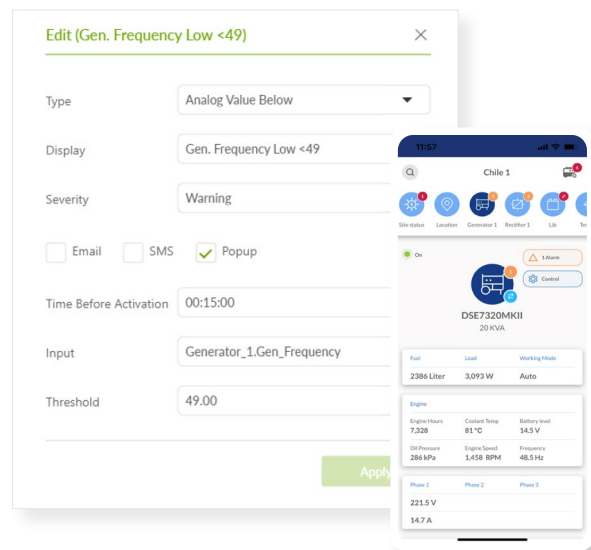 Edit (Gen. Frequency Low <49)
Type
Analog Value Below
Display
Gen. Frequency Low <49
Severity
Warning
Email SMS Popup
Time Before Activation
00:15:00
Input
Generator_1.Gen_Frequency
Threshold
49.00
Apply
11:57
Chile 1
Site status Location Generator 1 Rectifier 1 Lib
On
1 Alarm
Control
DSE7320MKII
20 KVA
Fuel Load Working Mode
2386 Liter 3,093 W Auto
Engine
Engine Hours Coolant Temp Battery level
7,328 81 °C 14.5 V
Oil Pressure Engine Speed Frequency
286 kPa 1,458 RPM 48.5 Hz
Phase 1 Phase 2 Phase 3
221.5 V
14.7 A